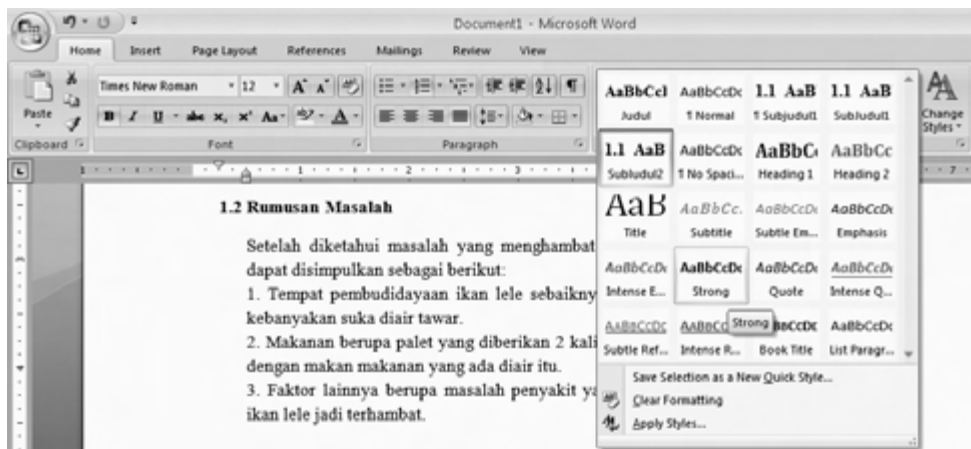 Document1 - Microsoft Word
Home Insert Page Layout References Mailings Review View
Times New Roman 12
Paste
Clipboard Font Paragraph
Change Styles
AaBbCcI AaBbCcDc 1.1 AaB 1.1 AaB
Judul ¶ Normal ¶ Subjudul1 SubJudul1
1.1 AaB AaBbCcDc AaBbC AaBbCc
SubJudul2 ¶ No Spaci... Heading 1 Heading 2
AaB AaBbCc. AaBbCcDc AaBbCcDc
Title Subtitle Subtle Em... Emphasis
AaBbCcDc AaBbCcDc AaBbCcDc AaBbCcDc
Intense E... Strong Quote Intense Q...
AaBbCcDc AaBbCc Strong BbCcDc AaBbCcDc
Subtle Ref... Intense R... Book Title List Paragr...
Save Selection as a New Quick Style...
Clear Formatting
Apply Styles...
1.2 Rumusan Masalah
Setelah diketahui masalah yang menghambat
dapat disimpulkan sebagai berikut:
1. Tempat pembudidayaan ikan lele sebaikny
kebanyakan suka diair tawar.
2. Makanan berupa palet yang diberikan 2 kali
dengan makan makanan yang ada diair itu.
3. Faktor lainnya berupa masalah penyakit ya
ikan lele jadi terhambat.